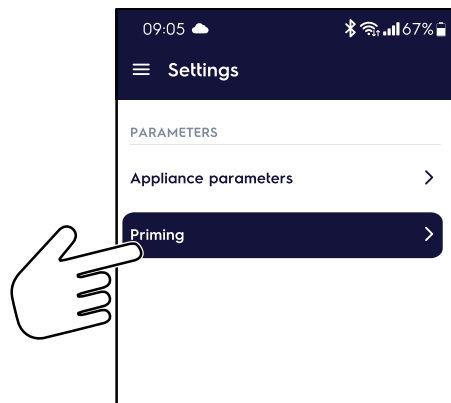 09:05 67%
Settings
PARAMETERS
Appliance parameters
Priming